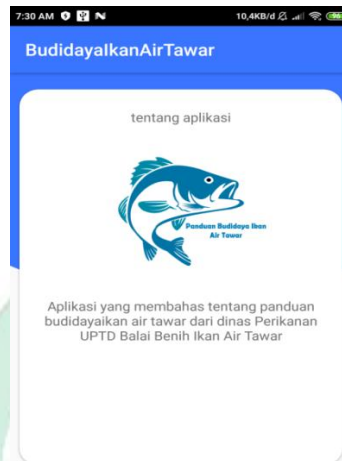 7:30 AM
10,4KB/d
BudidayaIkanAirTawar
tentang aplikasi
Panduan Budidaya Ikan
Air Tawar
Aplikasi yang membahas tentang panduan
budidayaikan air tawar dari dinas Perikanan
UPTD Balai Benih Ikan Air Tawar